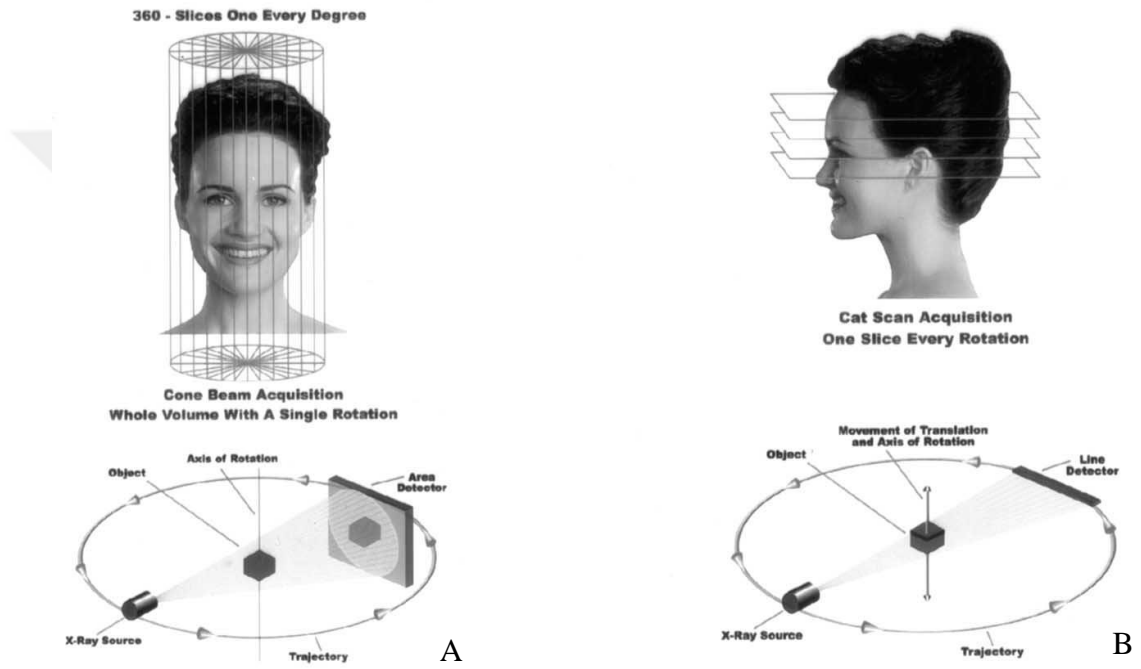 360 - Slices One Every Degree
Cone Beam Acquisition
Whole Volume With A Single Rotation
Axis of Rotation
Object
Area
Detector
X-Ray Source
Trajectory
A
Cat Scan Acquisition
One Slice Every Rotation
Movement of Translation
and Axis of Rotation
Object
Line
Detector
X-Ray Source
Trajectory
B